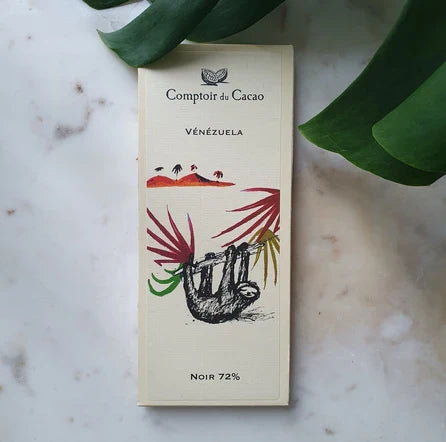 Comptoir du Cacao
Vénézuela
Noir 72%